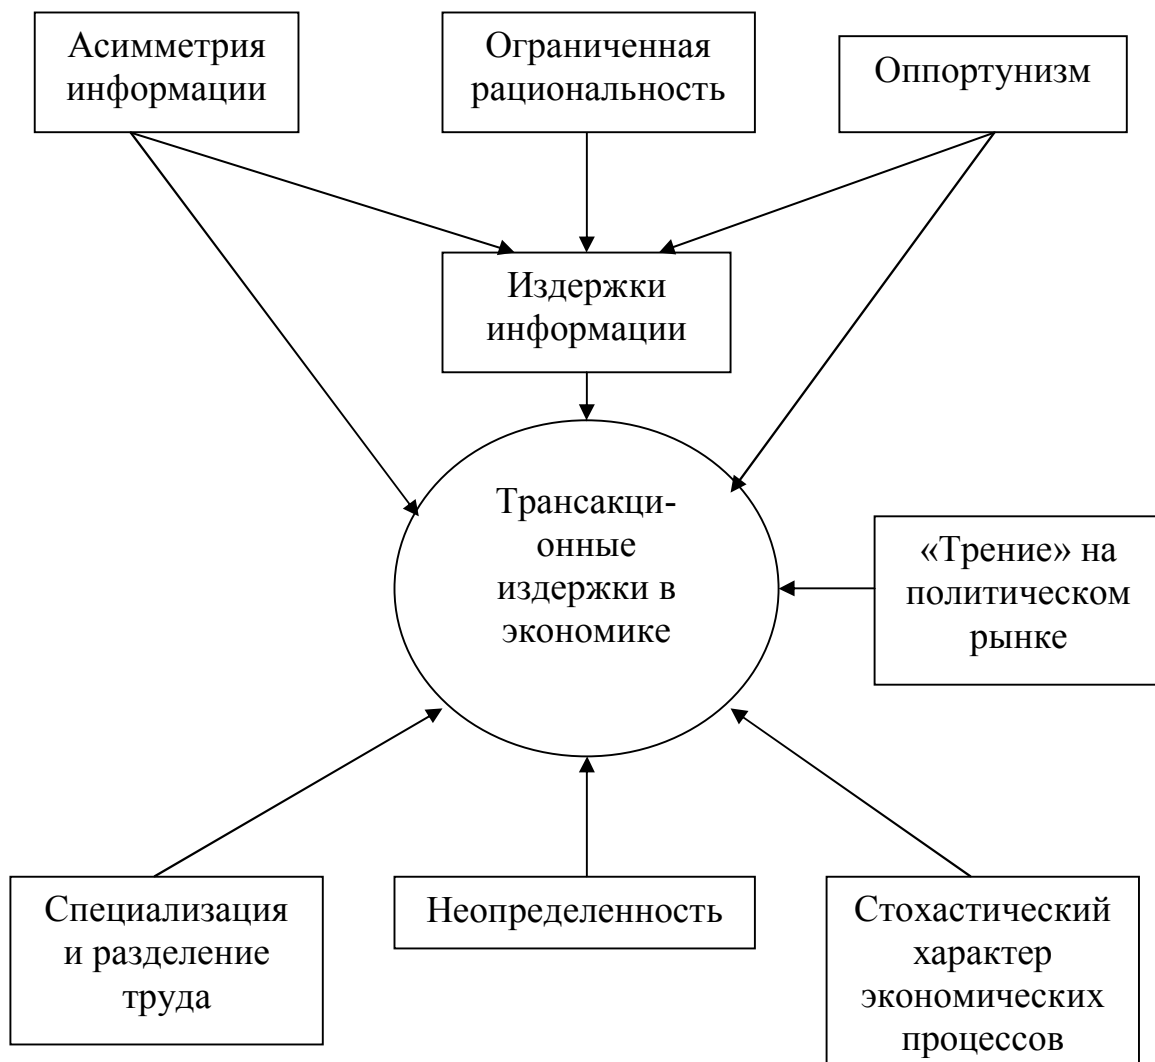 Асимметрия
информации
Ограниченная
рациональность
Оппортунизм
Издержки
информации
Трансакци-
онные
издержки в
экономике
«Трение» на
политическом
рынке
Специализация
и разделение
труда
Неопределенность
Стохастический
характер
экономических
процессов